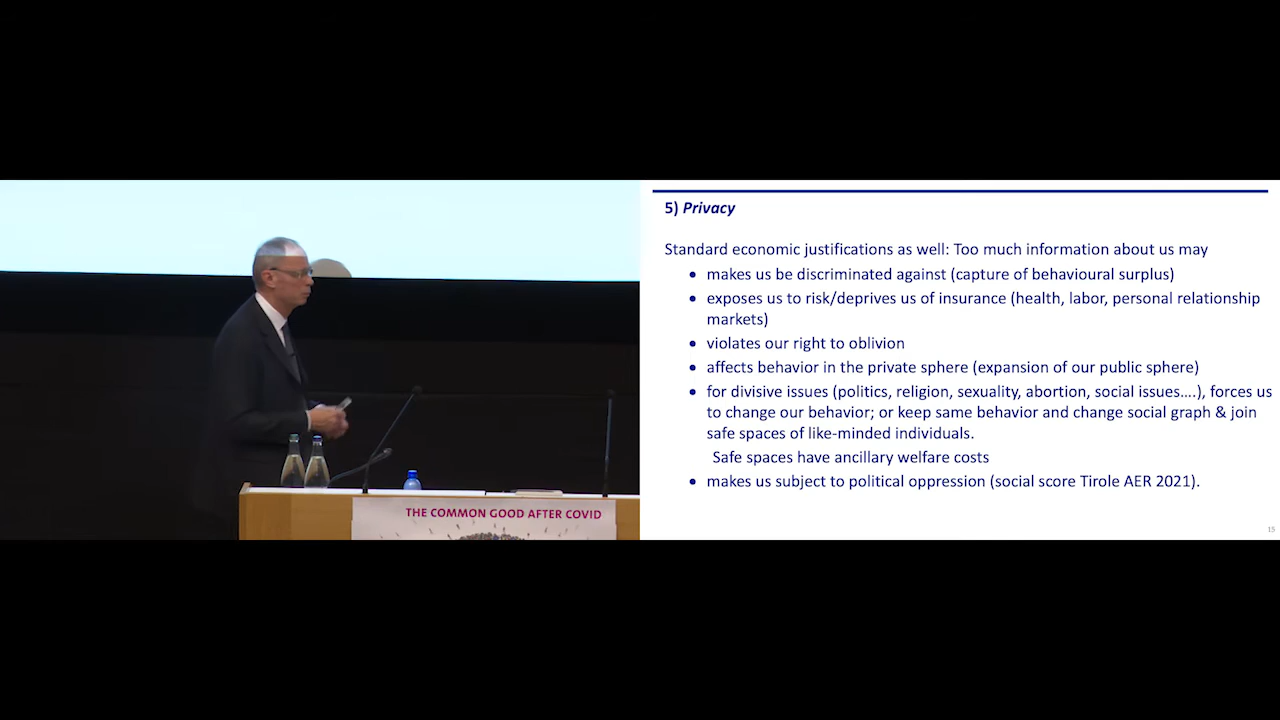 5) Privacy
Standard economic justifications as well: Too much information about us may
• makes us be discriminated against (capture of behavioural surplus)
• exposes us to risk/deprives us of insurance (health, labor, personal relationship
markets)
• violates our right to oblivion
• affects behavior in the private sphere (expansion of our public sphere)
• for divisive issues (politics, religion, sexuality, abortion, social issues….), forces us
to change our behavior; or keep same behavior and change social graph & join
safe spaces of like-minded individuals.
Safe spaces have ancillary welfare costs
• makes us subject to political oppression (social score Tirole AER 2021).
15
THE COMMON GOOD AFTER COVID